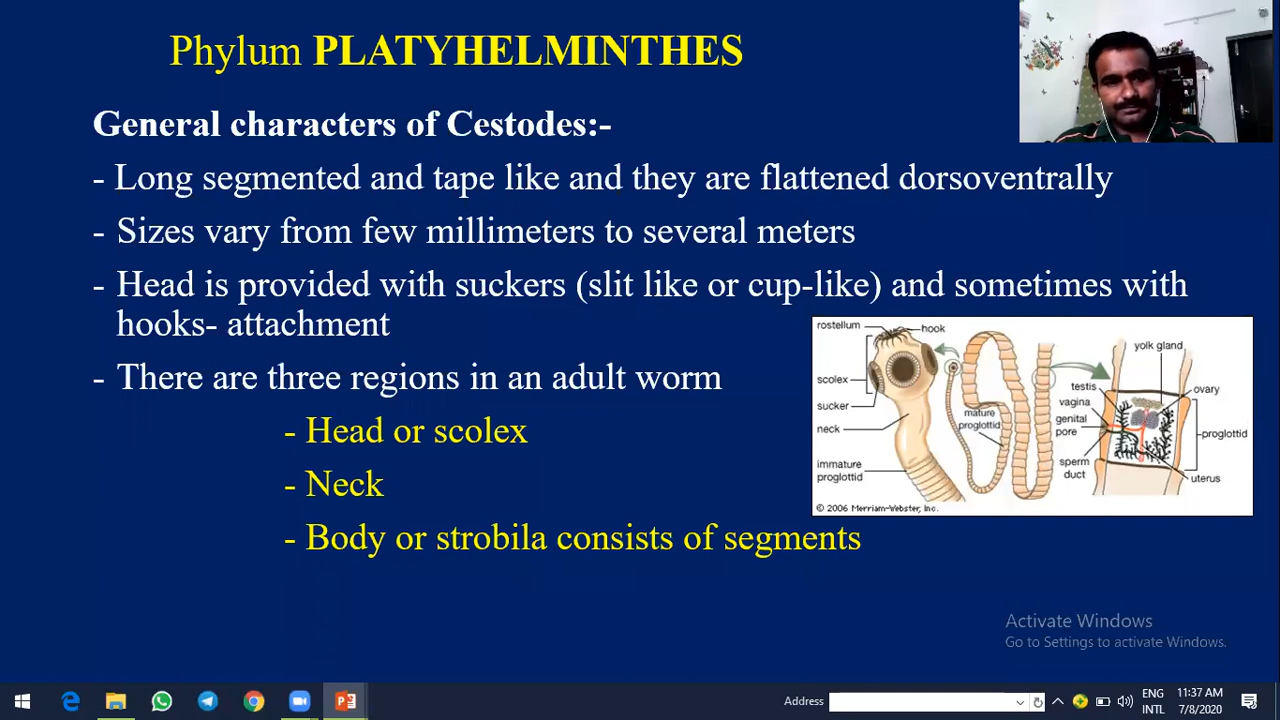 Phylum PLATYHELMINTHES
General characters of Cestodes:-
- Long segmented and tape like and they are flattened dorsoventrally
- Sizes vary from few millimeters to several meters
- Head is provided with suckers (slit like or cup-like) and sometimes with
hooks- attachment
- There are three regions in an adult worm
- Head or scolex
- Neck
- Body or strobila consists of segments
rostellum
hook
scolex
sucker
neck
immature
proglottid
mature
proglottid
yolk gland
testis
vagina
genital
pore
sperm
duct
ovary
proglottid
uterus
© 2006 Merriam-Webster, Inc.
Activate Windows
Go to Settings to activate Windows.
Address
ENG
INTL
11:37 AM
7/8/2020